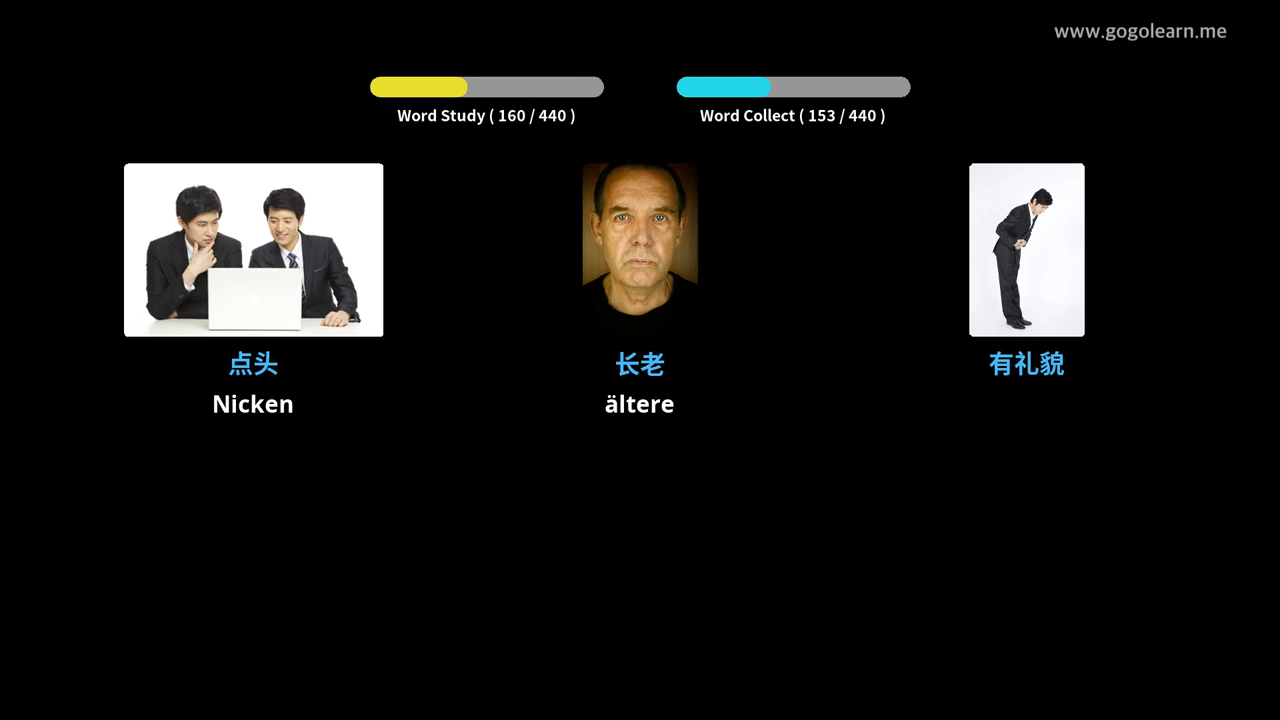 www.gogolearn.me
Word Study ( 160 / 440 )
Word Collect ( 153 / 440 )
点头
长老
有礼貌
Nicken
ältere